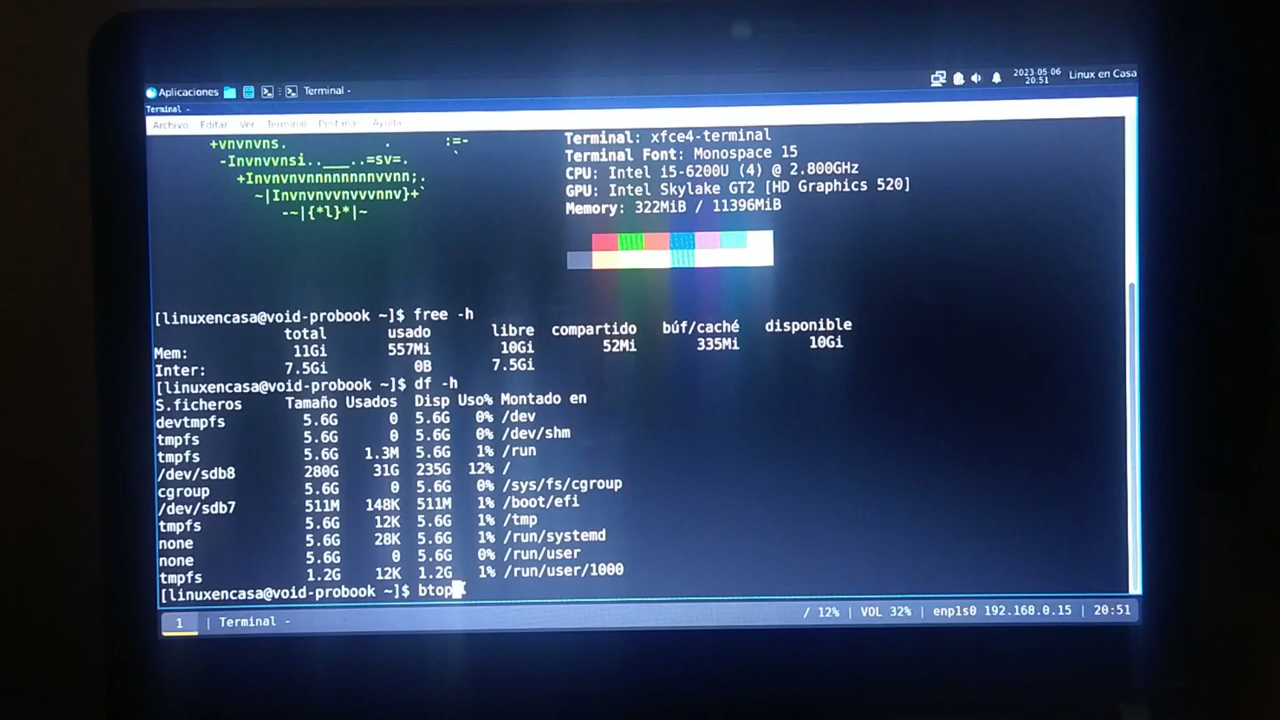 Aplicaciones Terminal -
2023-05-06
20:51
Linux en Casa
Terminal -
Archivo Editar Ver Terminal Pestañas Ayuda
+vnvnvns. . :=-
-Invnvvnsi..___..=sv=. `
+Invnvnvnnnnnnnnvvnn;.
~|Invnvnvvnvvvnnv}+`
-~|{*l}*|~
Terminal: xfce4-terminal
Terminal Font: Monospace 15
CPU: Intel i5-6200U (4) @ 2.800GHz
GPU: Intel Skylake GT2 [HD Graphics 520]
Memory: 322MiB / 11396MiB
[linuxencasa@void-probook ~]$ free -h
total usado libre compartido búf/caché disponible
Mem: 11Gi 557Mi 10Gi 52Mi 335Mi 10Gi
Inter: 7.5Gi 0B 7.5Gi
[linuxencasa@void-probook ~]$ df -h
S.ficheros Tamaño Usados Disp Uso% Montado en
devtmpfs 5.6G 0 5.6G 0% /dev
tmpfs 5.6G 0 5.6G 0% /dev/shm
tmpfs 5.6G 1.3M 5.6G 1% /run
/dev/sdb8 280G 31G 235G 12% /
cgroup 5.6G 0 5.6G 0% /sys/fs/cgroup
/dev/sdb7 511M 148K 511M 1% /boot/efi
tmpfs 5.6G 12K 5.6G 1% /tmp
none 5.6G 28K 5.6G 1% /run/systemd
none 5.6G 0 5.6G 0% /run/user
tmpfs 1.2G 12K 1.2G 1% /run/user/1000
[linuxencasa@void-probook ~]$ btop
1 | Terminal -
/ 12% | VOL 32% | enp1s0 192.168.0.15 | 20:51